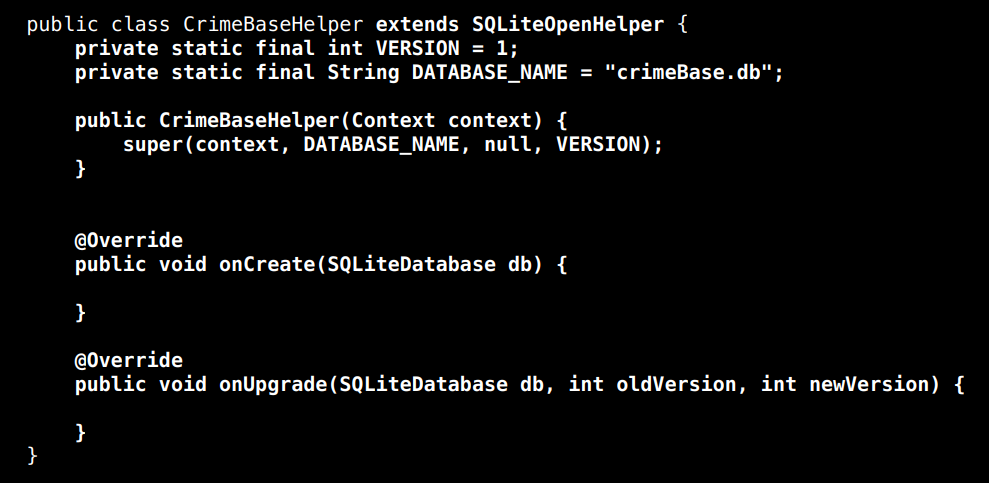 public class CrimeBaseHelper extends SQLiteOpenHelper {
    private static final int VERSION = 1;
    private static final String DATABASE_NAME = "crimeBase.db";
    public CrimeBaseHelper(Context context) {
        super(context, DATABASE_NAME, null, VERSION);
    }
    @Override
    public void onCreate(SQLiteDatabase db) {
    }
    @Override
    public void onUpgrade(SQLiteDatabase db, int oldVersion, int newVersion) {
    }
}